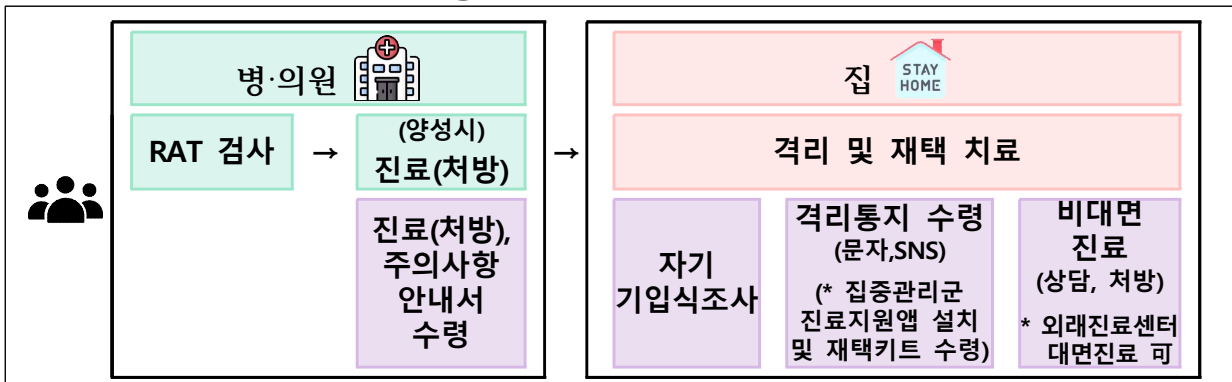 병·의원
집
STAY
HOME
RAT 검사
→
(양성시)
진료(처방)
→
격리 및 재택 치료
진료(처방),
주의사항
안내서
수령
자기
기입식조사
격리통지 수령
(문자,SNS)
(* 집중관리군
진료지원앱 설치
및 재택키트 수령)
비대면
진료
(상담, 처방)
* 외래진료센터
대면진료 可